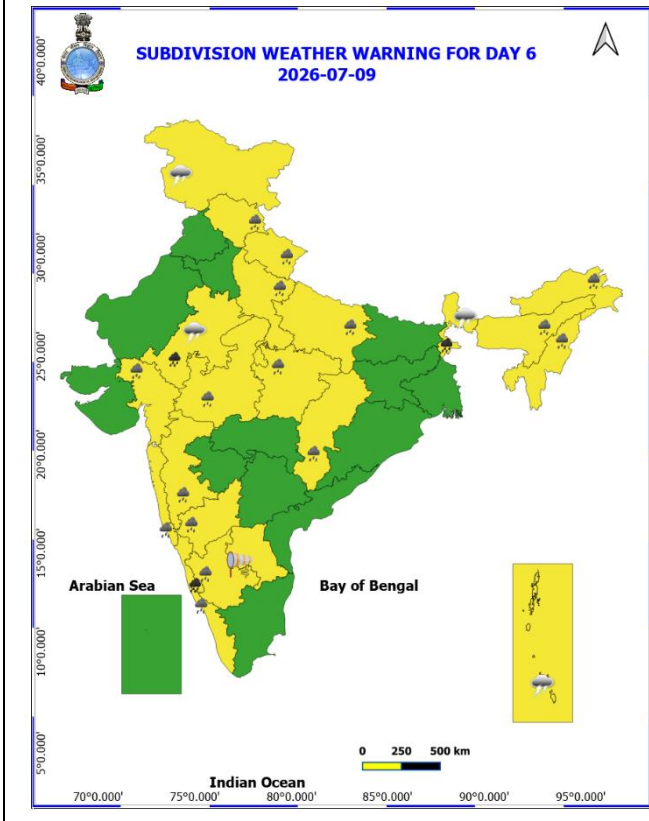 SUBDIVISION WEATHER WARNING FOR DAY 6
2026-07-09
40°0.000'
35°0.000'
30°0.000'
25°0.000'
20°0.000'
15°0.000'
10°0.000'
5°0.000'
Arabian Sea
Bay of Bengal
0 250 500 km
Indian Ocean
70°0.000' 75°0.000' 80°0.000' 85°0.000' 90°0.000' 95°0.000'